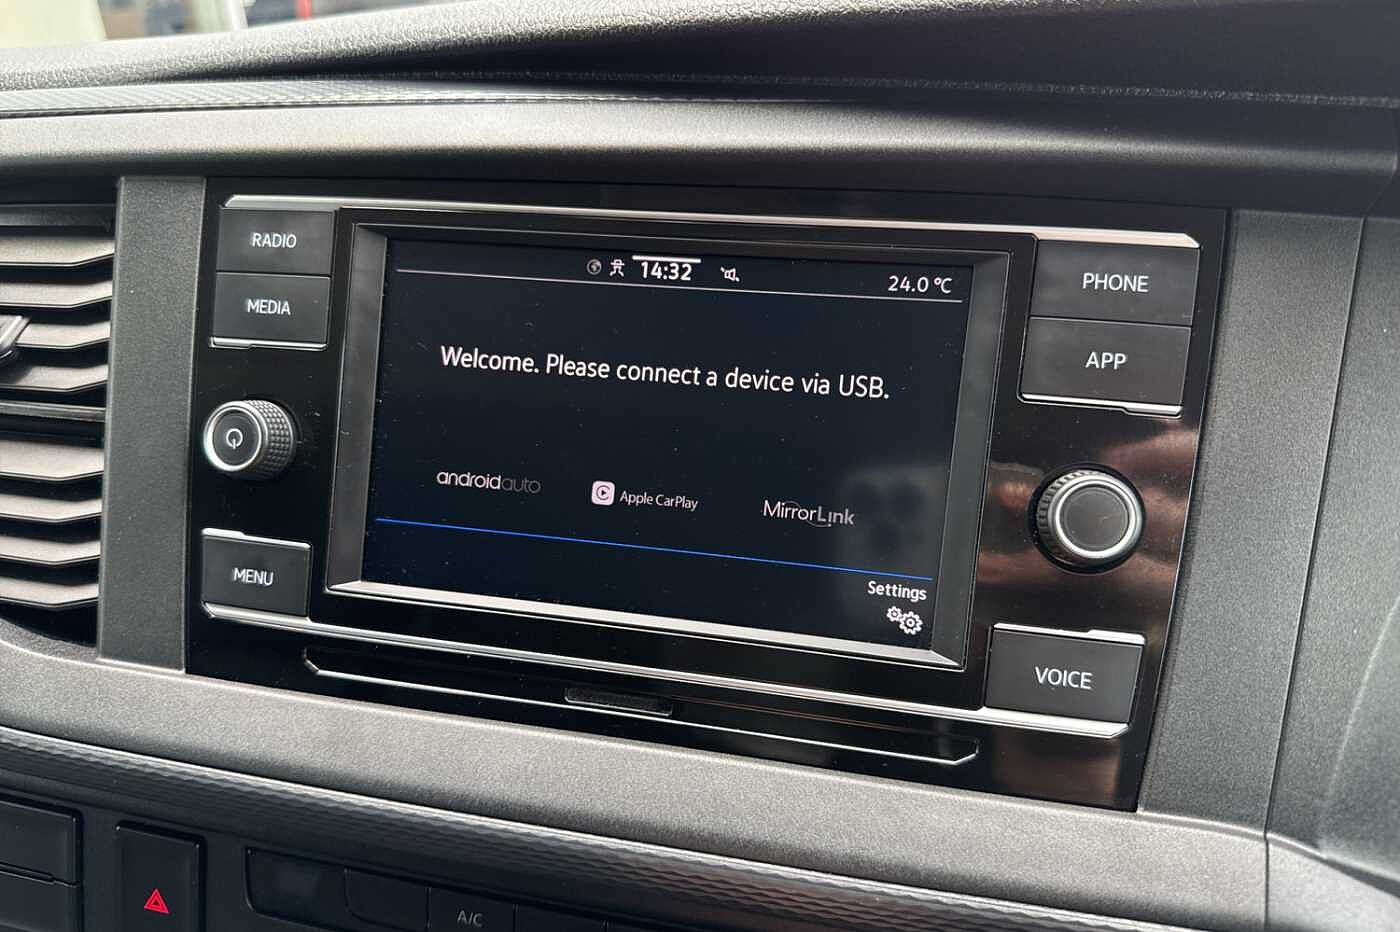 RADIO
MEDIA
MENU
14:32
24.0 °C
Welcome. Please connect a device via USB.
androidauto
Apple CarPlay
MirrorLink
Settings
PHONE
APP
VOICE
A/C